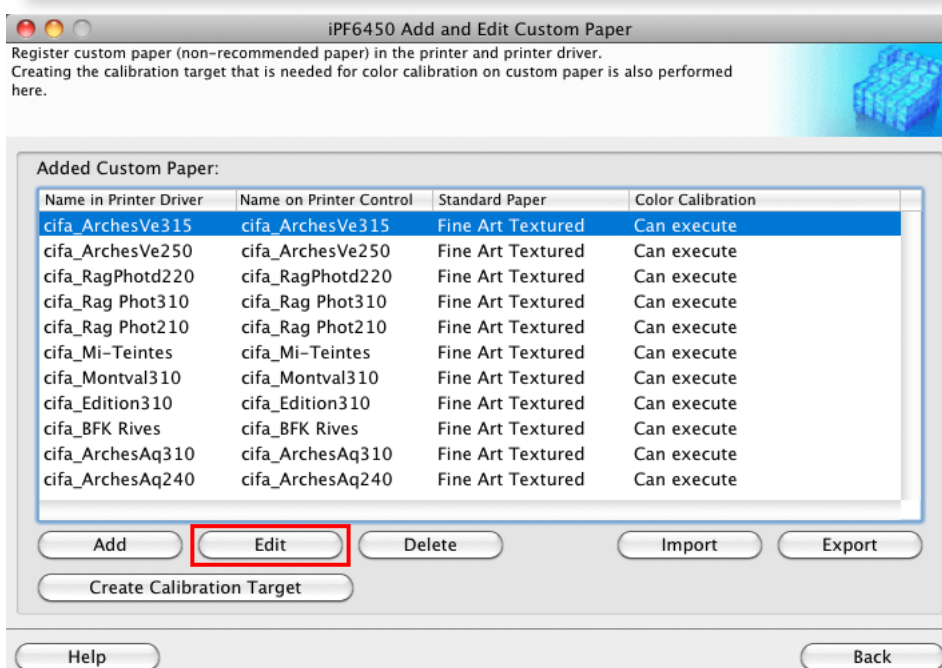 iPF6450 Add and Edit Custom Paper
Register custom paper (non-recommended paper) in the printer and printer driver.
Creating the calibration target that is needed for color calibration on custom paper is also performed
here.
Added Custom Paper:
Name in Printer Driver Name on Printer Control Standard Paper Color Calibration
cifa_ArchesVe315 cifa_ArchesVe315 Fine Art Textured Can execute
cifa_ArchesVe250 cifa_ArchesVe250 Fine Art Textured Can execute
cifa_RagPhotd220 cifa_RagPhotd220 Fine Art Textured Can execute
cifa_Rag Phot310 cifa_Rag Phot310 Fine Art Textured Can execute
cifa_Rag Phot210 cifa_Rag Phot210 Fine Art Textured Can execute
cifa_Mi-Teintes cifa_Mi-Teintes Fine Art Textured Can execute
cifa_Montval310 cifa_Montval310 Fine Art Textured Can execute
cifa_Edition310 cifa_Edition310 Fine Art Textured Can execute
cifa_BFK Rives cifa_BFK Rives Fine Art Textured Can execute
cifa_ArchesAq310 cifa_ArchesAq310 Fine Art Textured Can execute
cifa_ArchesAq240 cifa_ArchesAq240 Fine Art Textured Can execute
Add Edit Delete Import Export
Create Calibration Target
Help Back